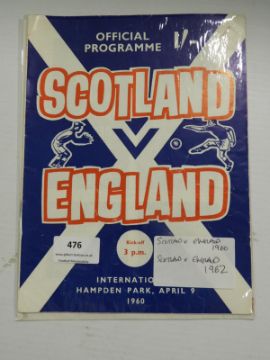 OFFICIAL
PROGRAMME
1/-
SCOTLAND
V
ENGLAND
476
Kick-off
3 p.m.
SCOTLAND v ENGLAND
1960
SCOTLAND v ENGLAND
1962
INTERNATIO
HAMPDEN PARK, APRIL 9
1960